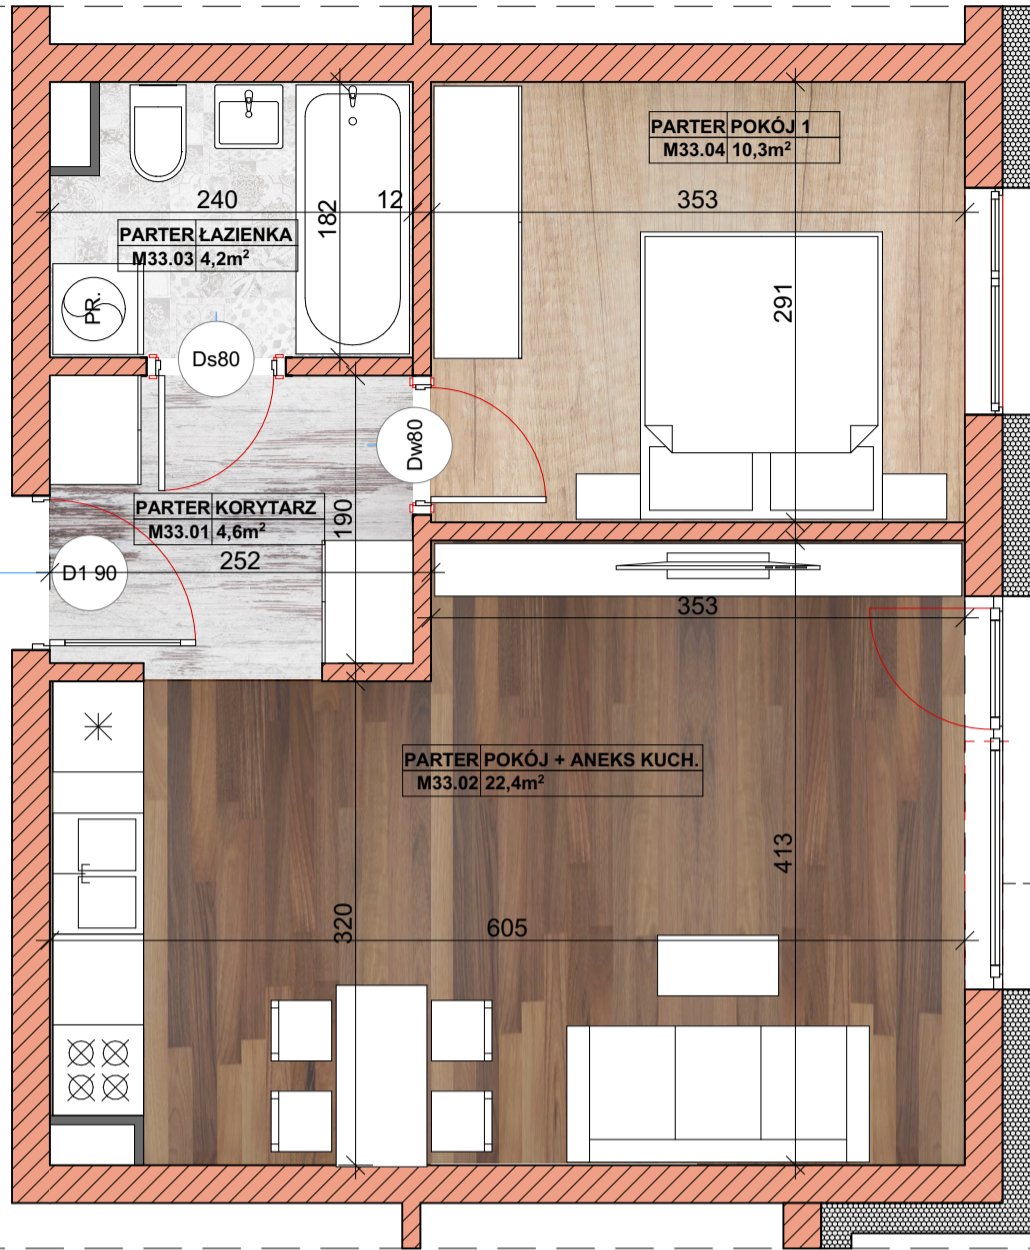 PARTER POKÓJ 1
M33.04 10,3m²
240
12
182
353
PARTER ŁAZIENKA
M33.03 4,2m²
291
PR.
Ds80
Dw80
PARTER KORYTARZ
M33.01 4,6m²
190
252
D1 90
353
PARTER POKÓJ + ANEKS KUCH.
M33.02 22,4m²
413
320
605